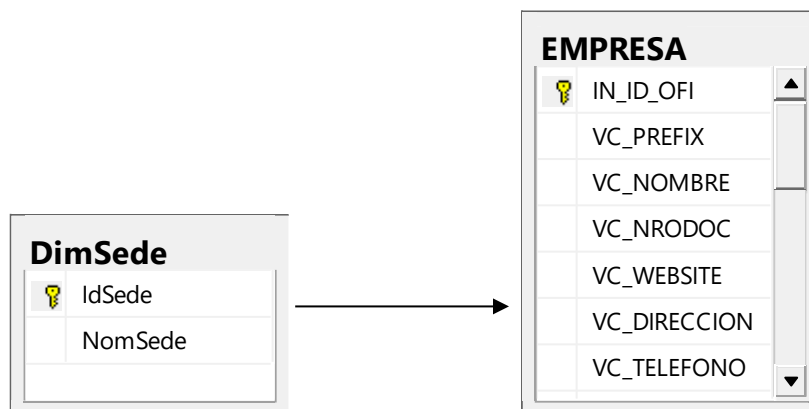 DimSede
IdSede
NomSede
EMPRESA
IN_ID_OFI
VC_PREFIX
VC_NOMBRE
VC_NRODOC
VC_WEBSITE
VC_DIRECCION
VC_TELEFONO